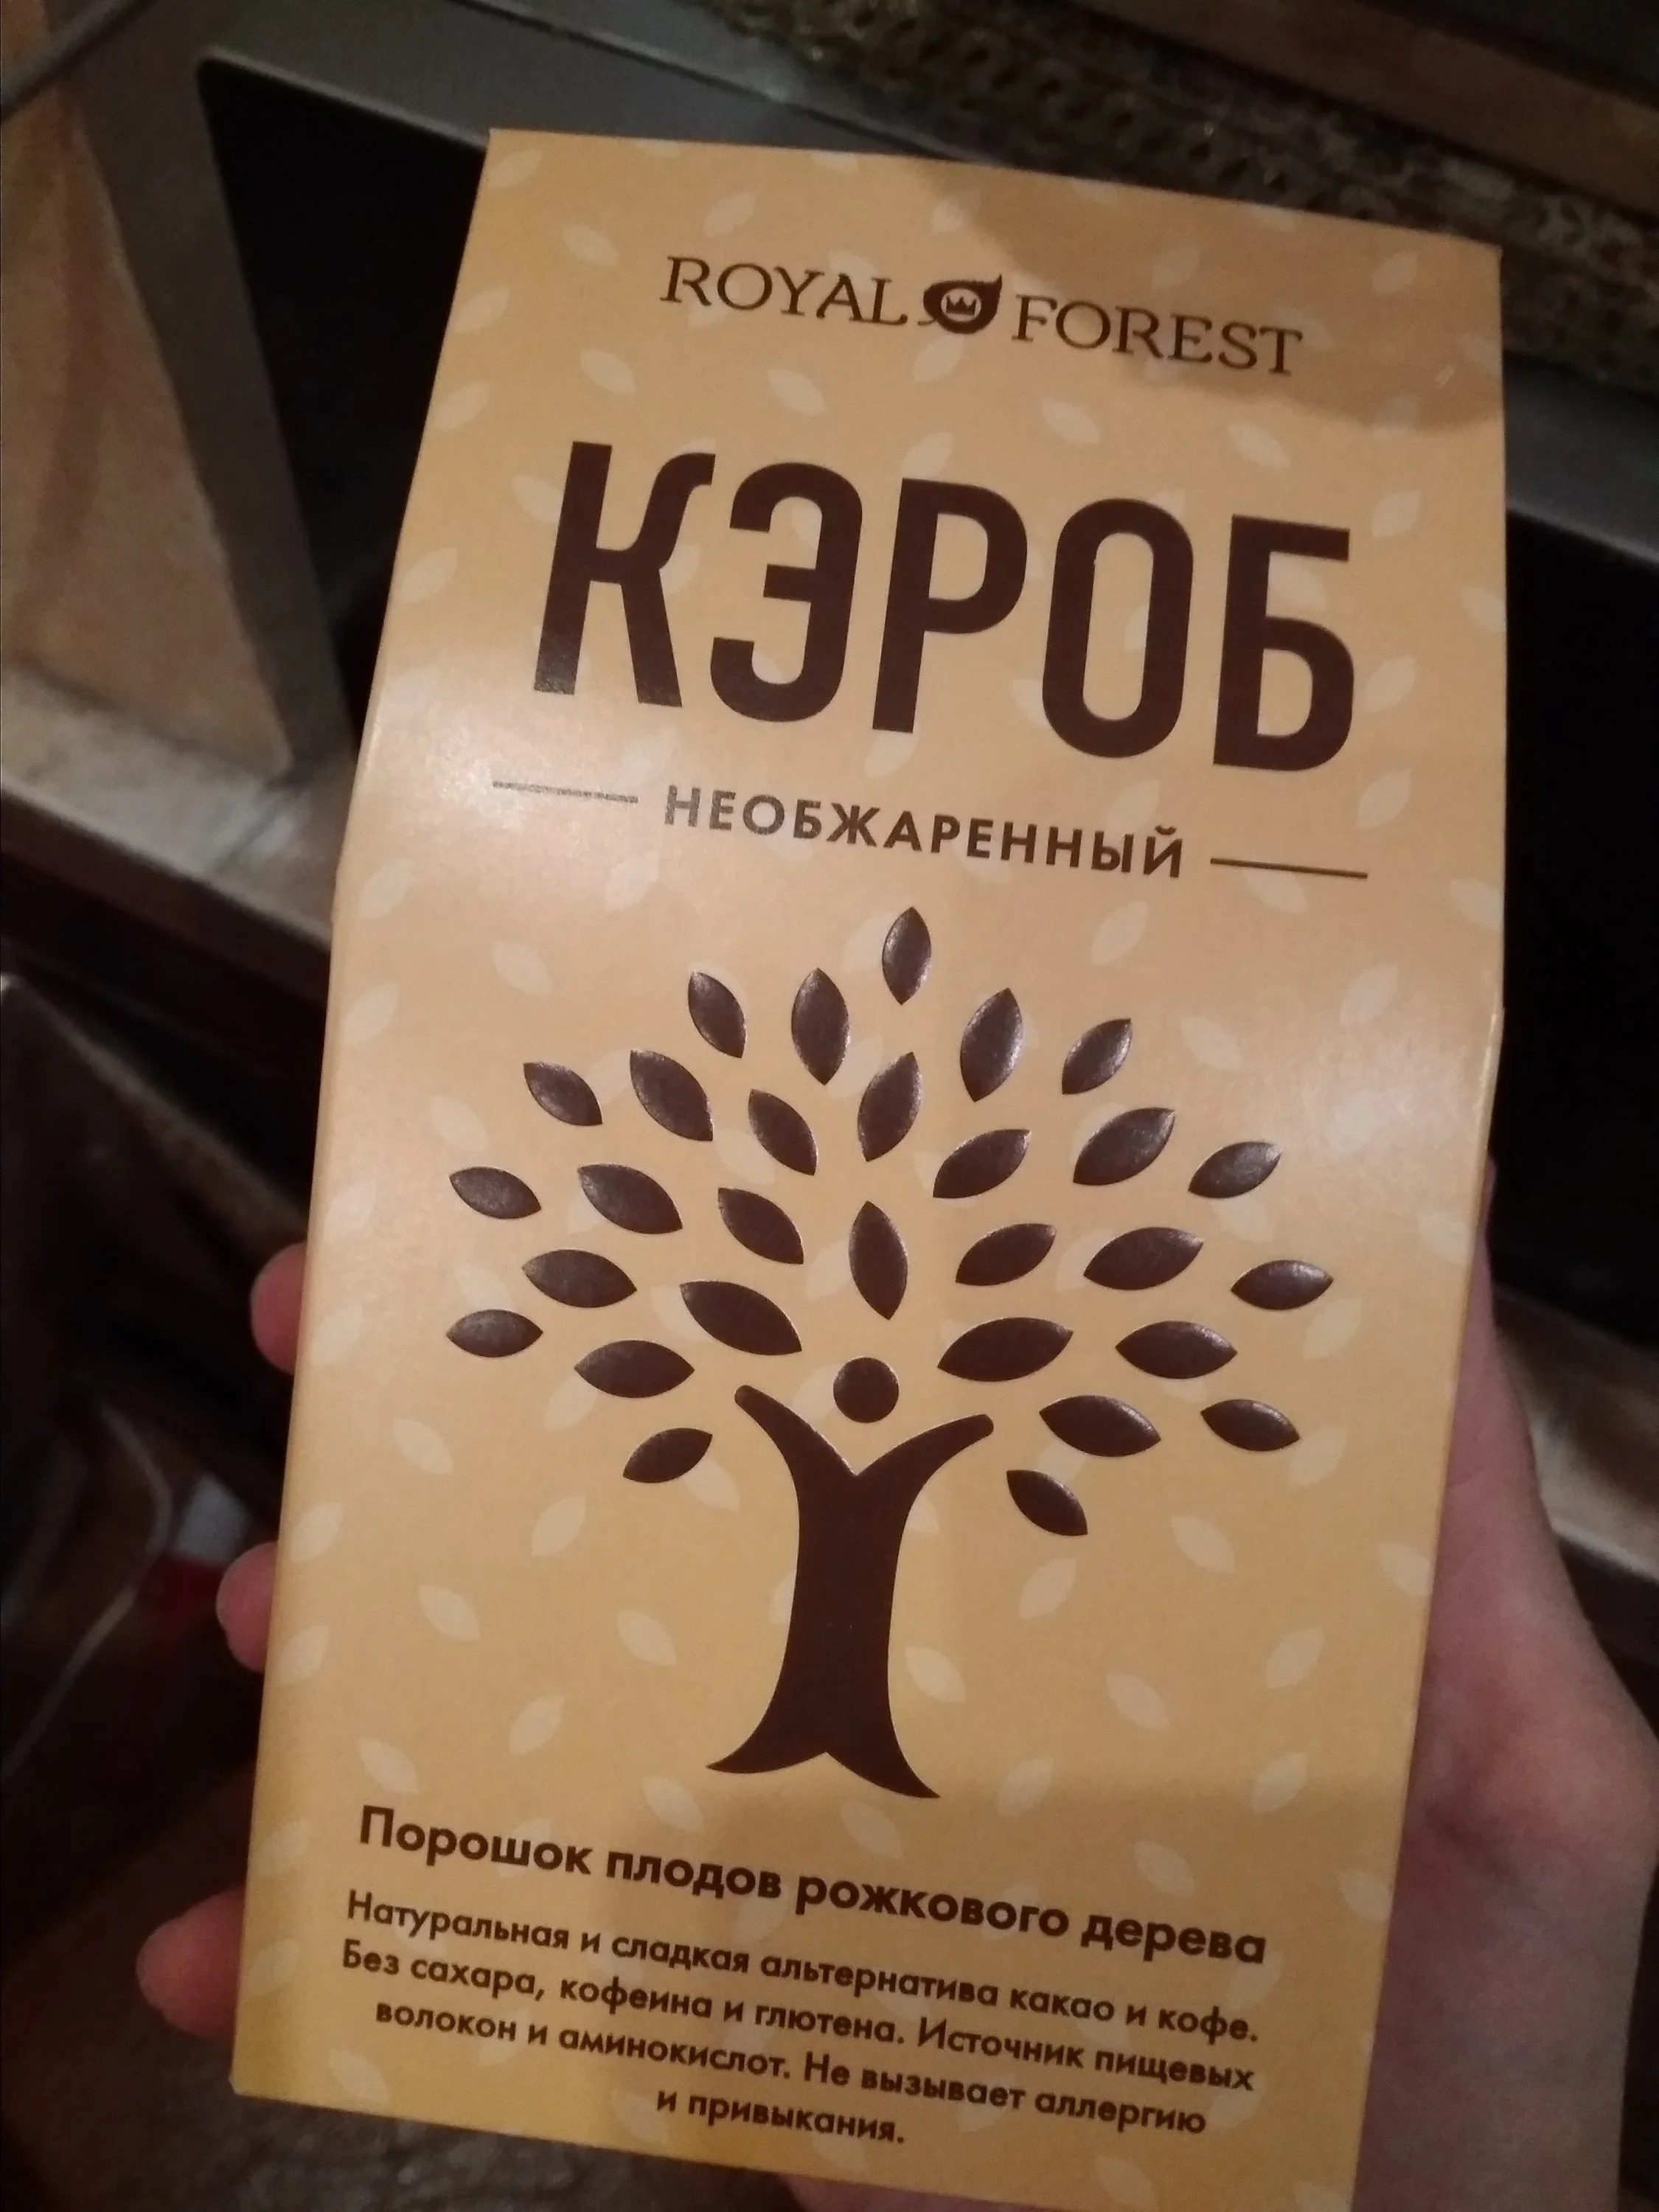 ROYAL FOREST
КЭРОБ
НЕОБЖАРЕННЫЙ
Порошок плодов рожкового дерева
Натуральная и сладкая альтернатива какао и кофе.
Без сахара, кофеина и глютена. Источник пищевых
волокон и аминокислот. Не вызывает аллергию
и привыкания.